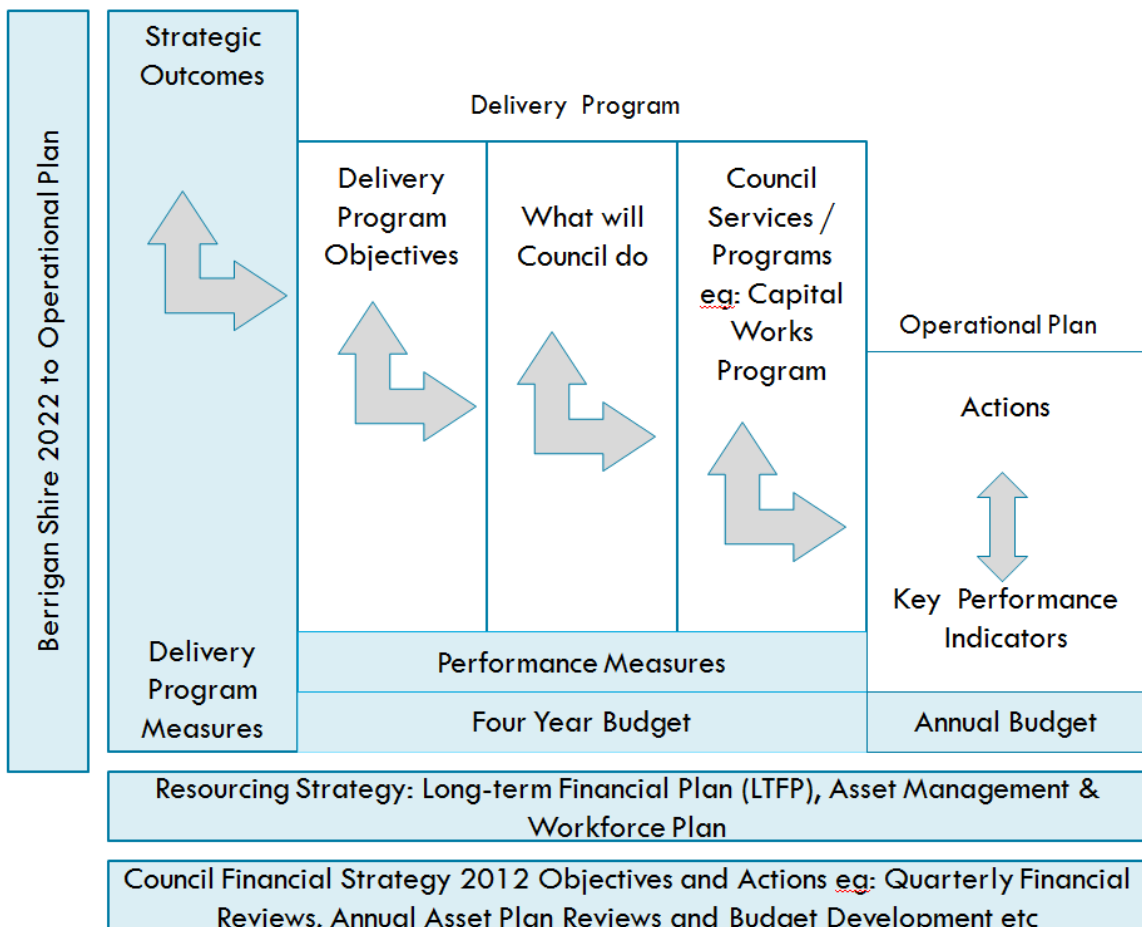 Berrigan Shire 2022 to Operational Plan
Strategic
Outcomes
Delivery
Program
Measures
Delivery Program
Delivery
Program
Objectives
What will
Council do
Council
Services /
Programs
eg: Capital
Works
Program
Performance Measures
Four Year Budget
Operational Plan
Actions
Key Performance
Indicators
Annual Budget
Resourcing Strategy: Long-term Financial Plan (LTFP), Asset Management &
Workforce Plan
Council Financial Strategy 2012 Objectives and Actions eg: Quarterly Financial
Reviews, Annual Asset Plan Reviews and Budget Development etc